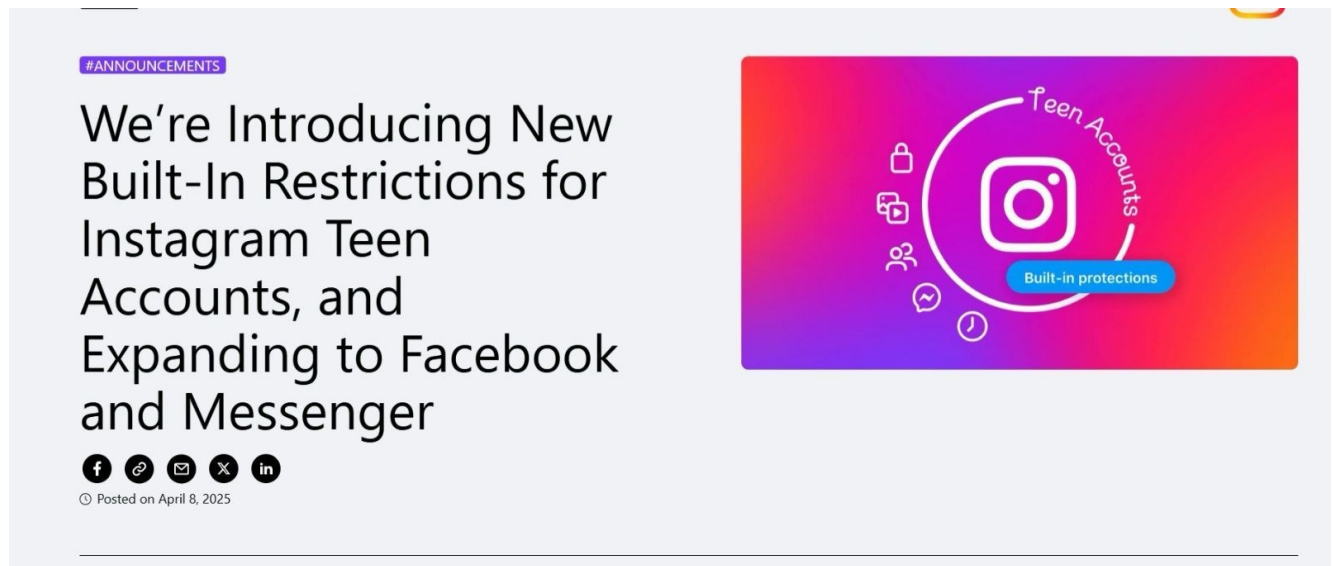 #ANNOUNCEMENTS
We’re Introducing New
Built-In Restrictions for
Instagram Teen
Accounts, and
Expanding to Facebook
and Messenger
Posted on April 8, 2025
Teen Accounts
Built-in protections